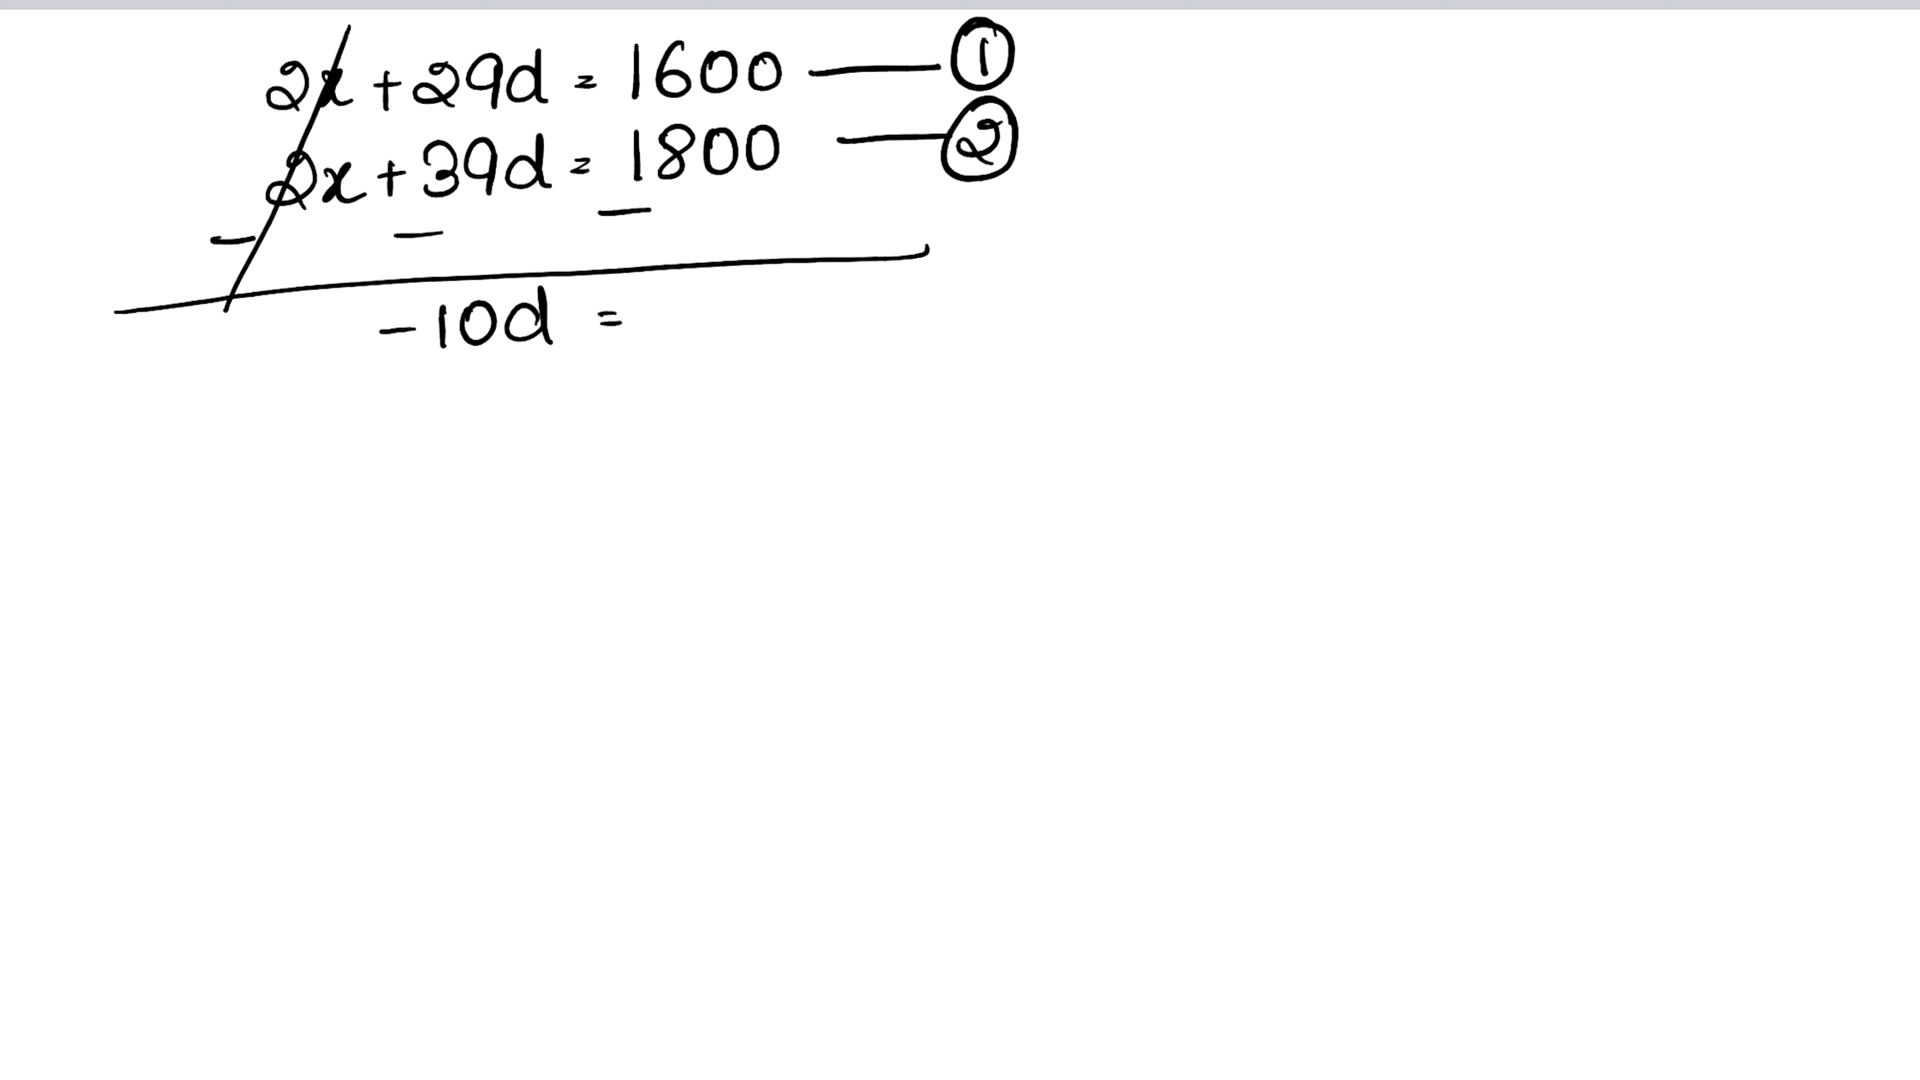 2x + 29d = 1600 —— ①
2x + 39d = 1800 —— ②
− − −
−10d =